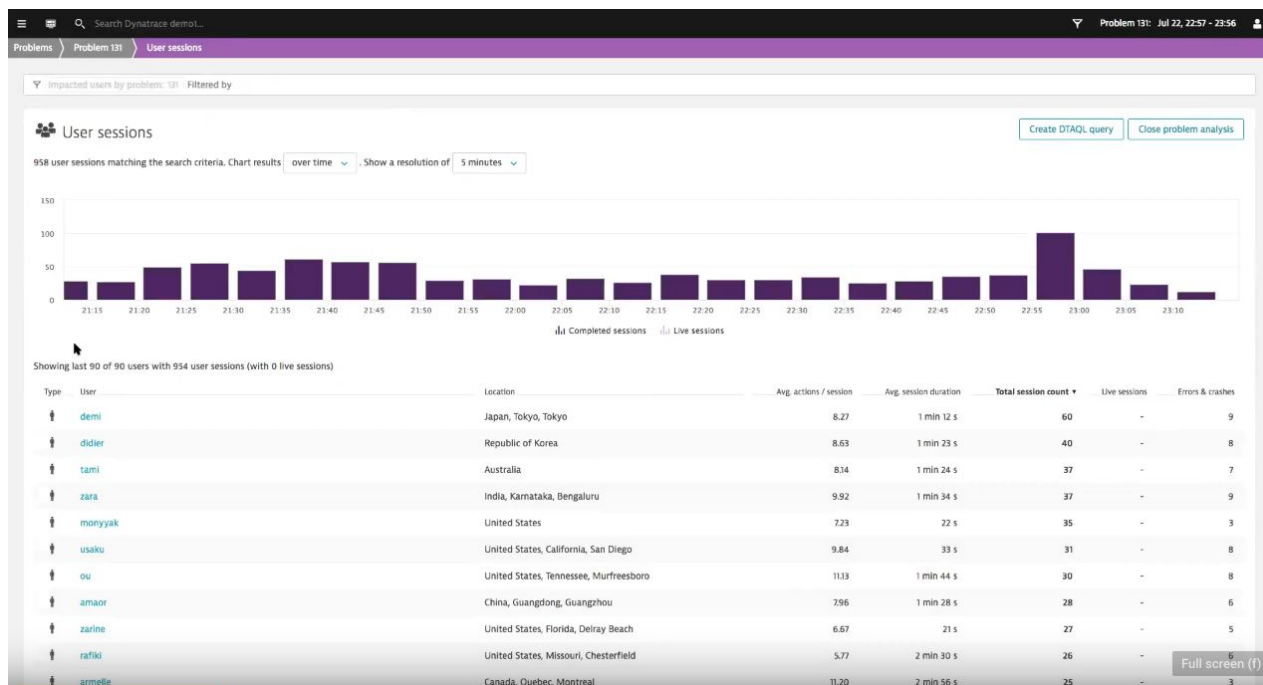 Search Dynatrace demo1... Problem 131: Jul 22, 22:57 - 23:56
Problems Problem 131 User sessions
Impacted users by problem: 131 Filtered by
User sessions Create DTAQL query Close problem analysis
958 user sessions matching the search criteria. Chart results over time . Show a resolution of 5 minutes
150
100
50
0
21:15 21:20 21:25 21:30 21:35 21:40 21:45 21:50 21:55 22:00 22:05 22:10 22:15 22:20 22:25 22:30 22:35 22:40 22:45 22:50 22:55 23:00 23:05 23:10
Completed sessions Live sessions
Showing last 90 of 90 users with 954 user sessions (with 0 live sessions)
Type User Location Avg. actions / session Avg. session duration Total session count ▼ Live sessions Errors & crashes
demi Japan, Tokyo, Tokyo 8.27 1 min 12 s 60 - 9
didier Republic of Korea 8.63 1 min 23 s 40 - 8
tami Australia 8.14 1 min 24 s 37 - 7
zara India, Karnataka, Bengaluru 9.92 1 min 34 s 37 - 9
monyyak United States 7.23 22 s 35 - 3
usaku United States, California, San Diego 9.84 33 s 31 - 8
ou United States, Tennessee, Murfreesboro 11.13 1 min 44 s 30 - 8
amaor China, Guangdong, Guangzhou 7.96 1 min 28 s 28 - 6
zarine United States, Florida, Delray Beach 6.67 21 s 27 - 5
rafiki United States, Missouri, Chesterfield 5.77 2 min 30 s 26 - 6
Full screen (f)
armelle Canada, Quebec, Montreal 11.20 2 min 56 s 25 - 3